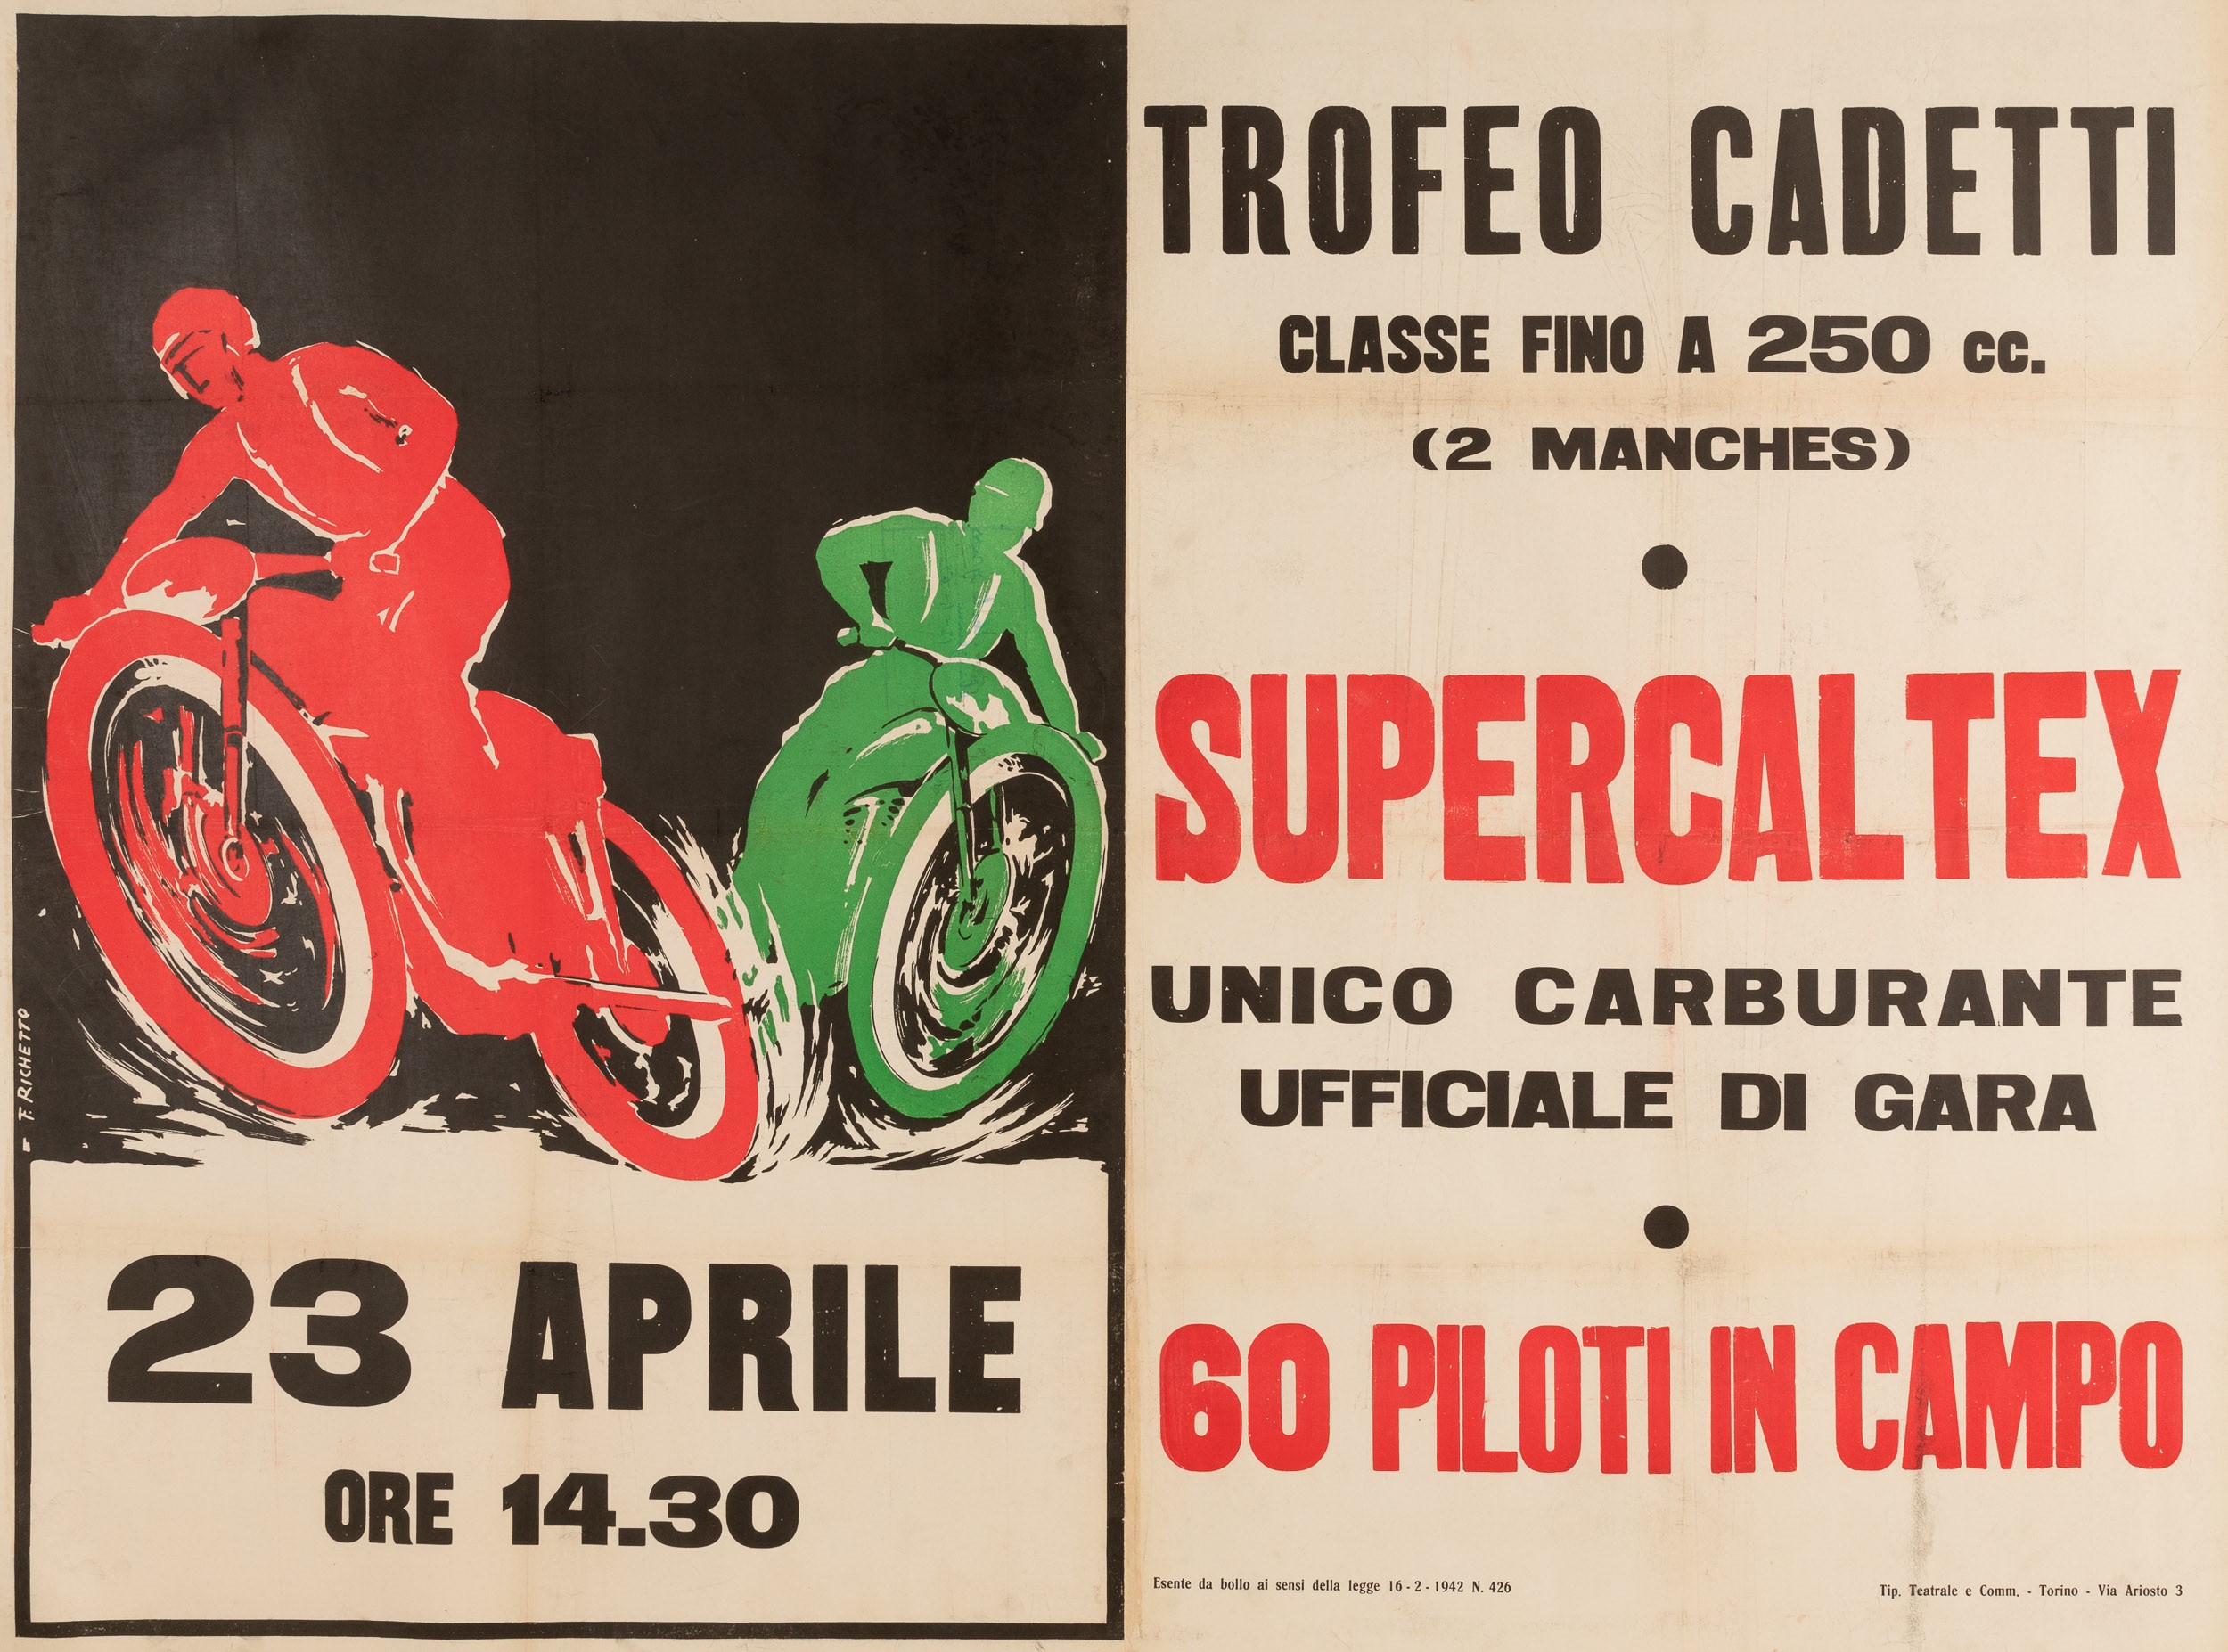 F. RICHETTO
23 APRILE
ORE 14.30
TROFEO CADETTI
CLASSE FINO A 250 cc.
(2 MANCHES)
SUPERCALTEX
UNICO CARBURANTE
UFFICIALE DI GARA
60 PILOTI IN CAMPO
Esente da bollo ai sensi della legge 16-2-1942 N. 426
Tip. Teatrale e Comm. - Torino - Via Ariosto 3